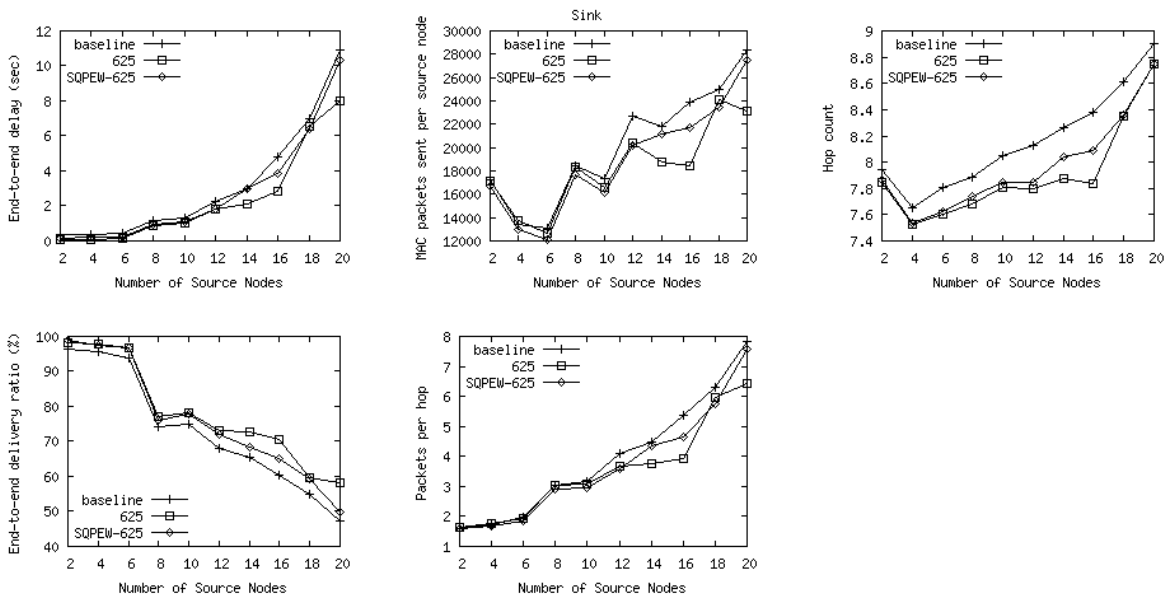 Sink
End-to-end delay (sec)
12
10
8
6
4
2
0
baseline
625
SQPEW-625
2 4 6 8 10 12 14 16 18 20
Number of Source Nodes
MAC packets sent per source node
30000
28000
26000
24000
22000
20000
18000
16000
14000
12000
baseline
625
SQPEW-625
2 4 6 8 10 12 14 16 18 20
Number of Source Nodes
Hop count
9
8.8
8.6
8.4
8.2
8
7.8
7.6
7.4
baseline
625
SQPEW-625
2 4 6 8 10 12 14 16 18 20
Number of Source Nodes
End-to-end delivery ratio (%)
100
90
80
70
60
50
40
baseline
625
SQPEW-625
2 4 6 8 10 12 14 16 18 20
Number of Source Nodes
Packets per hop
8
7
6
5
4
3
2
1
baseline
625
SQPEW-625
2 4 6 8 10 12 14 16 18 20
Number of Source Nodes